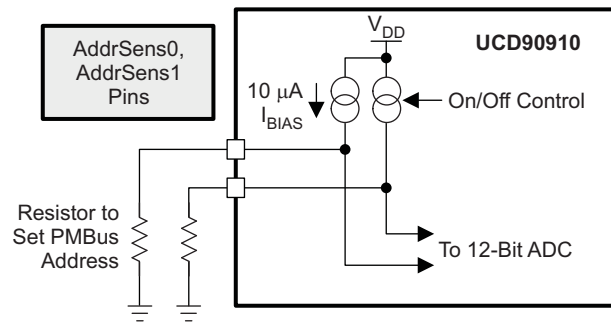 AddrSens0,
AddrSens1
Pins
V_DD
UCD90910
10 μA
I_BIAS
On/Off Control
Resistor to
Set PMBus
Address
To 12-Bit ADC